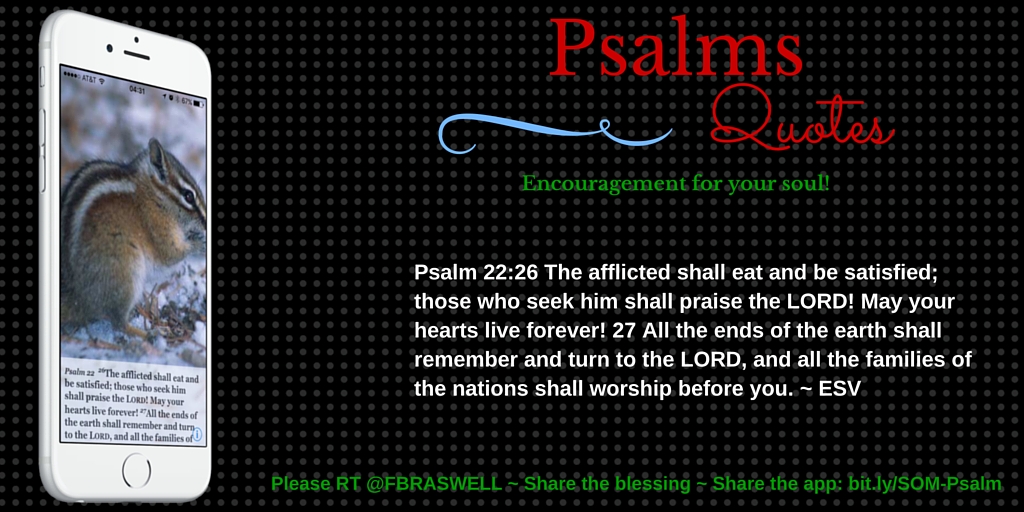 AT&T
04:31
67%
Psalm 22 26The afflicted shall eat and
be satisfied; those who seek him
shall praise the LORD! May your
hearts live forever! 27All the ends of
the earth shall remember and turn
to the LORD, and all the families of
Psalms
Quotes
Encouragement for your soul!
Psalm 22:26 The afflicted shall eat and be satisfied;
those who seek him shall praise the LORD! May your
hearts live forever! 27 All the ends of the earth shall
remember and turn to the LORD, and all the families of
the nations shall worship before you. ~ ESV
Please RT @FBRASWELL ~ Share the blessing ~ Share the app: bit.ly/SOM-Psalm